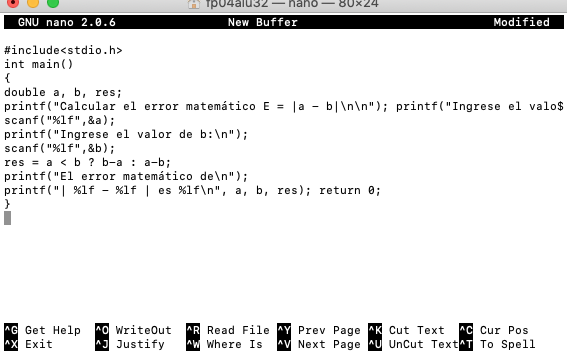 fp04alu32 — nano — 80×24
GNU nano 2.0.6 New Buffer Modified
#include<stdio.h>
int main()
{
double a, b, res;
printf("Calcular el error matemático E = |a - b|\n\n"); printf("Ingrese el valo$
scanf("%lf",&a);
printf("Ingrese el valor de b:\n");
scanf("%lf",&b);
res = a < b ? b-a : a-b;
printf("El error matemático de\n");
printf("| %lf - %lf | es %lf\n", a, b, res); return 0;
}
^G Get Help ^O WriteOut ^R Read File ^Y Prev Page ^K Cut Text ^C Cur Pos
^X Exit ^J Justify ^W Where Is ^V Next Page ^U UnCut Text^T To Spell